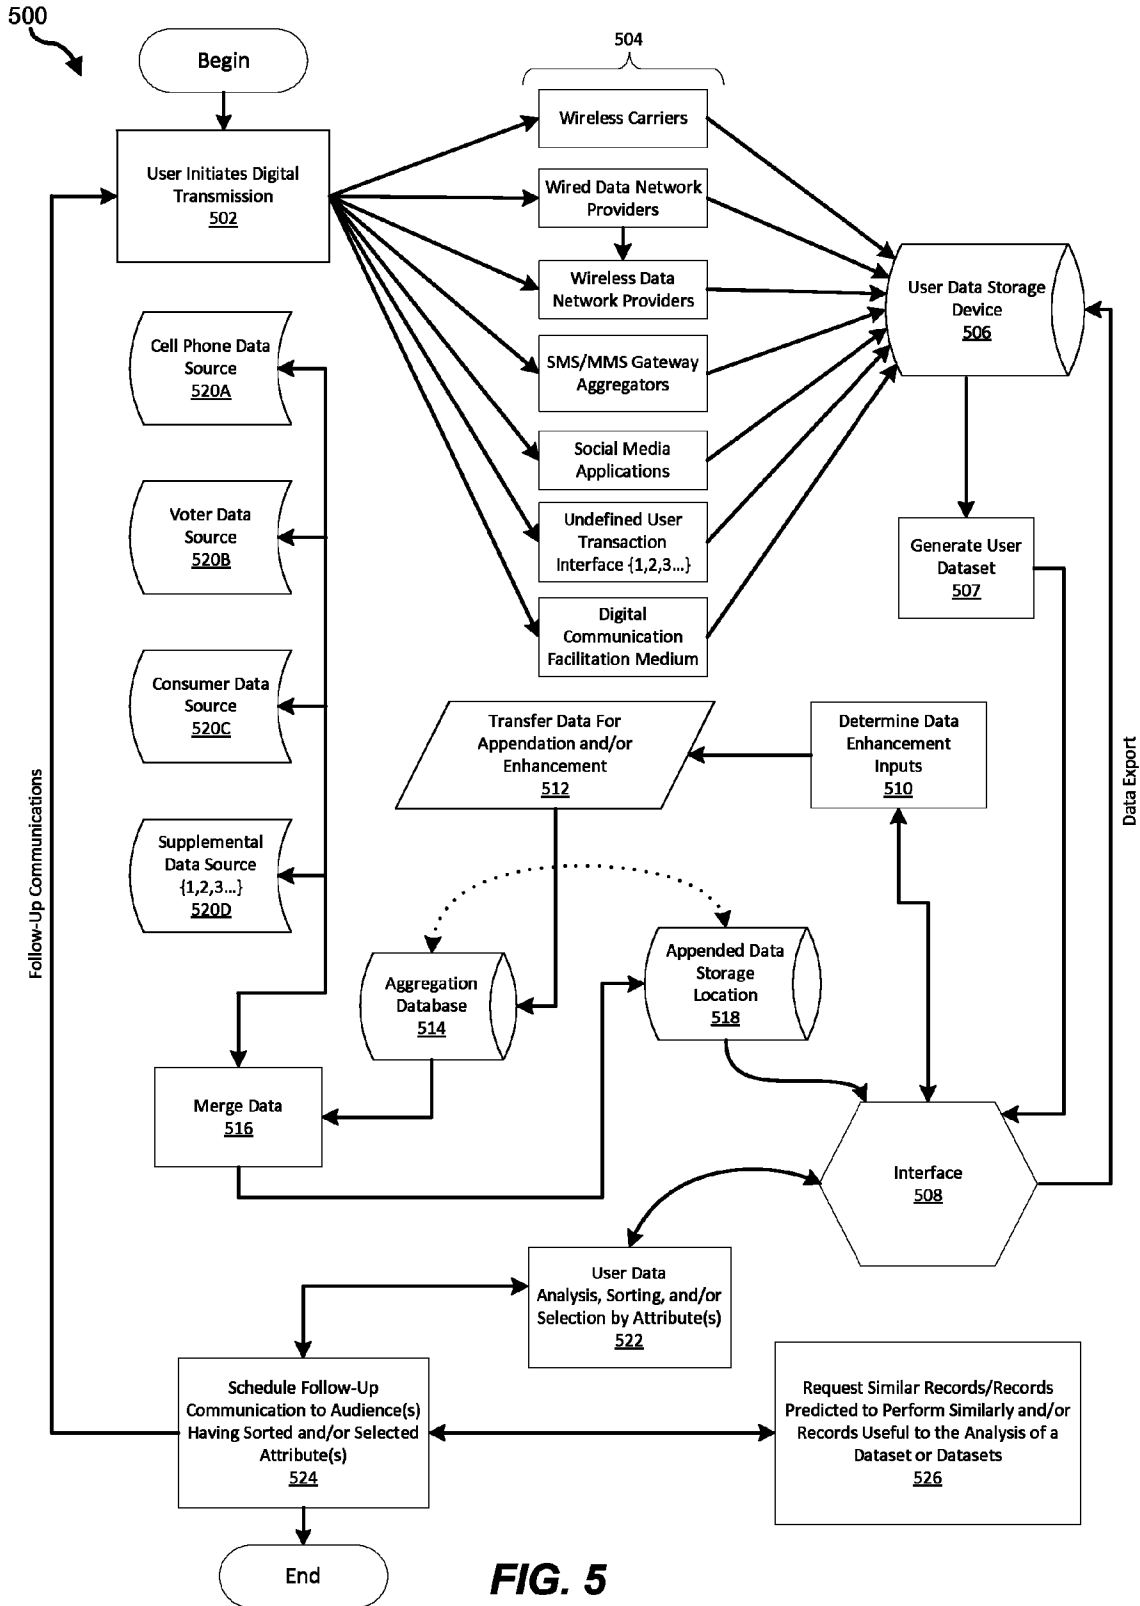 500
Begin
504
User Initiates Digital
Transmission
502
Wireless Carriers
Wired Data Network
Providers
Wireless Data
Network Providers
SMS/MMS Gateway
Aggregators
Social Media
Applications
Undefined User
Transaction
Interface {1,2,3...}
Digital
Communication
Facilitation Medium
User Data Storage
Device
506
Cell Phone Data
Source
520A
Voter Data
Source
520B
Consumer Data
Source
520C
Supplemental
Data Source
{1,2,3...}
520D
Generate User
Dataset
507
Transfer Data For
Appendation and/or
Enhancement
512
Determine Data
Enhancement
Inputs
510
Follow-Up Communications
Data Export
Aggregation
Database
514
Appended Data
Storage
Location
518
Merge Data
516
Interface
508
User Data
Analysis, Sorting, and/or
Selection by Attribute(s)
522
Schedule Follow-Up
Communication to Audience(s)
Having Sorted and/or Selected
Attribute(s)
524
Request Similar Records/Records
Predicted to Perform Similarly and/or
Records Useful to the Analysis of a
Dataset or Datasets
526
End
FIG. 5